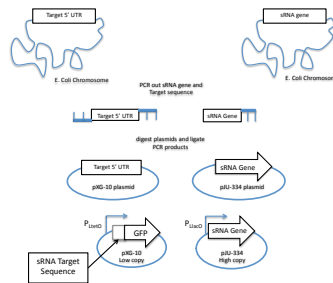 Target 5' UTR
sRNA gene
E. Coli Chromosome
E. Coli Chromosome
PCR out sRNA gene and
Target sequence
Target 5' UTR
sRNA Gene
digest plasmids and ligate
PCR products
Target 5' UTR
sRNA Gene
pXG-10 plasmid
pJU-334 plasmid
PLtetO
PLlacO
GFP
sRNA Gene
pXG-10
Low copy
pJU-334
High copy
sRNA Target
Sequence